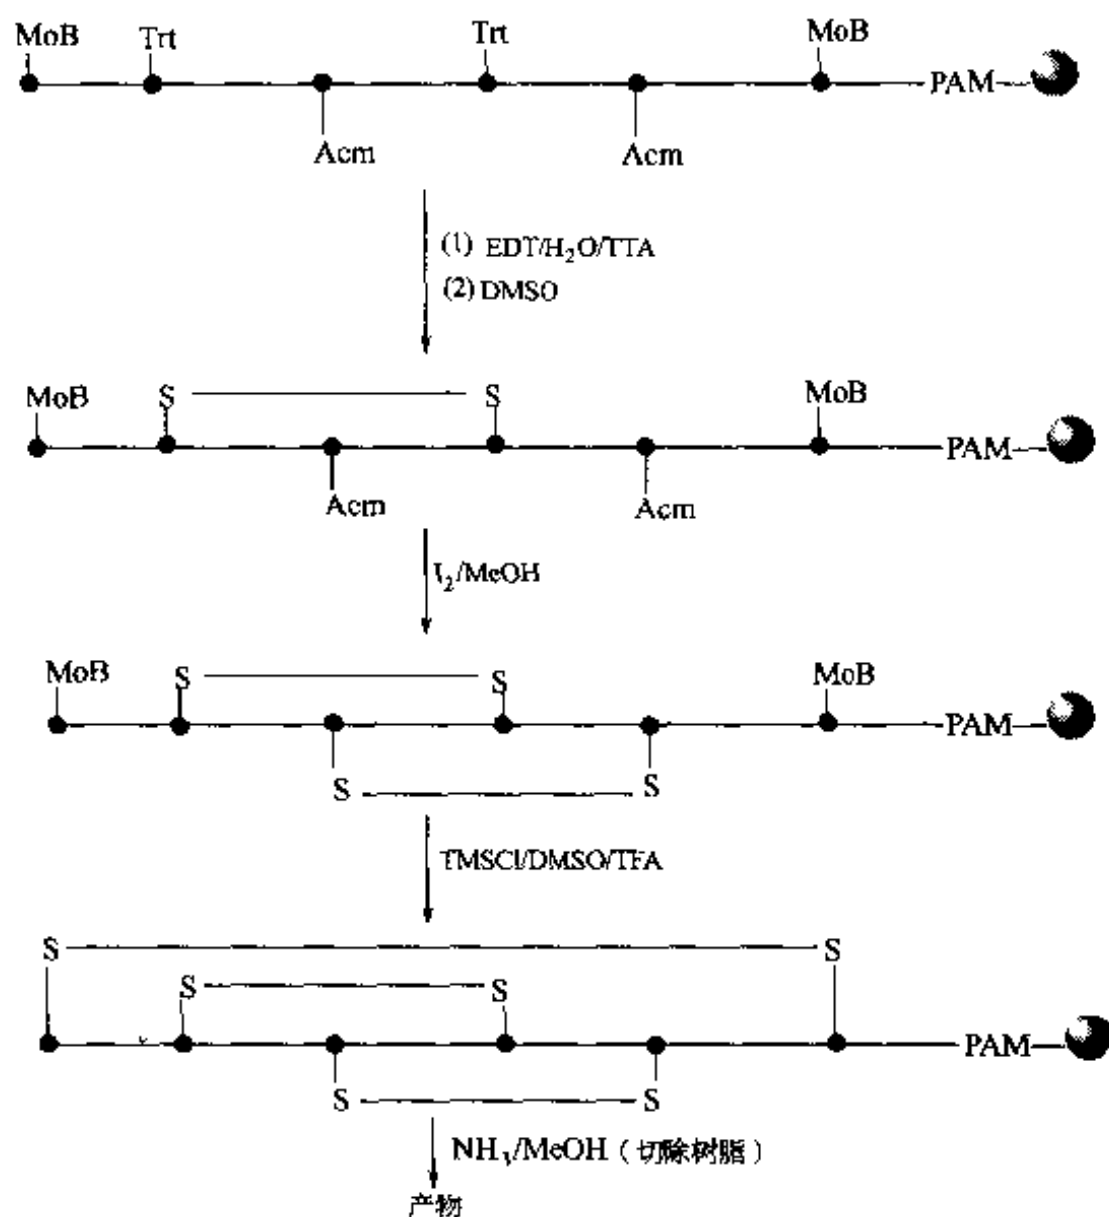 MoB Trt Trt MoB
PAM
Acm Acm
(1) EDT/H₂O/TTA
(2) DMSO
MoB S S MoB
PAM
Acm Acm
I₂/MeOH
MoB S S MoB
PAM
S S
TMSCl/DMSO/TFA
S S
S S
PAM
S S
NH₃/MeOH（切除树脂）
产物